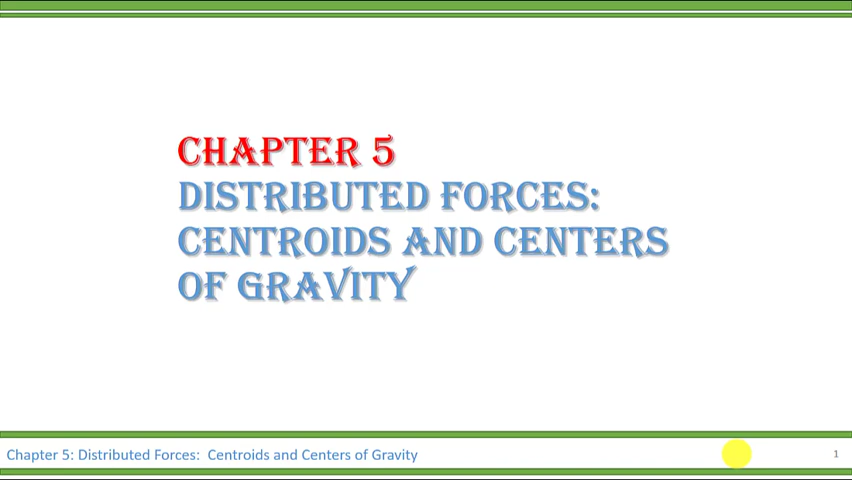 CHAPTER 5
DISTRIBUTED FORCES:
CENTROIDS AND CENTERS
OF GRAVITY
Chapter 5: Distributed Forces: Centroids and Centers of Gravity
1